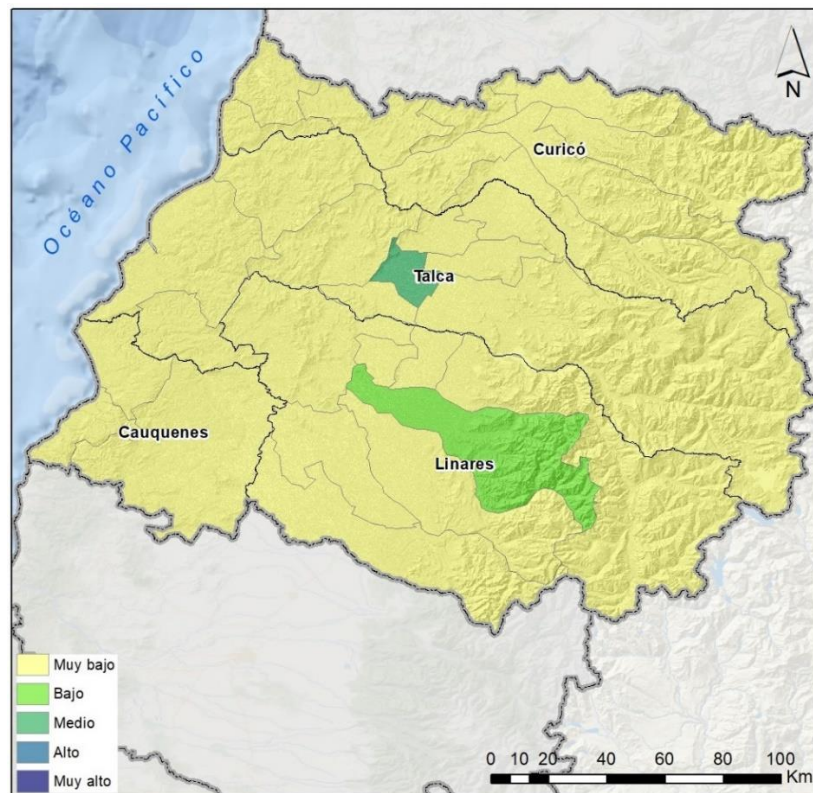 Océano Pacífico
N
Curicó
Talca
Cauquenes
Linares
Muy bajo
Bajo
Medio
Alto
Muy alto
0 10 20 40 60 80 100
Km